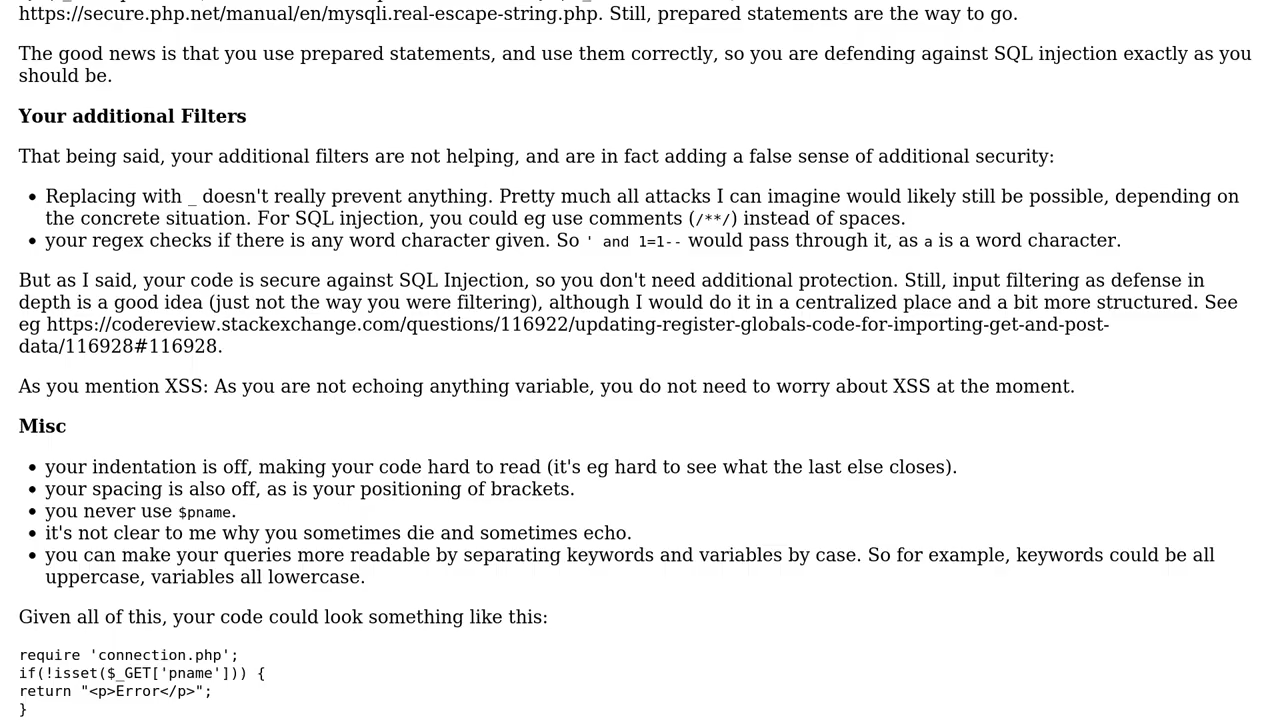 https://secure.php.net/manual/en/mysqli.real-escape-string.php. Still, prepared statements are the way to go.
The good news is that you use prepared statements, and use them correctly, so you are defending against SQL injection exactly as you
should be.
Your additional Filters
That being said, your additional filters are not helping, and are in fact adding a false sense of additional security:
• Replacing with _ doesn't really prevent anything. Pretty much all attacks I can imagine would likely still be possible, depending on
the concrete situation. For SQL injection, you could eg use comments (/**/) instead of spaces.
• your regex checks if there is any word character given. So ' and 1=1-- would pass through it, as a is a word character.
But as I said, your code is secure against SQL Injection, so you don't need additional protection. Still, input filtering as defense in
depth is a good idea (just not the way you were filtering), although I would do it in a centralized place and a bit more structured. See
eg https://codereview.stackexchange.com/questions/116922/updating-register-globals-code-for-importing-get-and-post-
data/116928#116928.
As you mention XSS: As you are not echoing anything variable, you do not need to worry about XSS at the moment.
Misc
• your indentation is off, making your code hard to read (it's eg hard to see what the last else closes).
• your spacing is also off, as is your positioning of brackets.
• you never use $pname.
• it's not clear to me why you sometimes die and sometimes echo.
• you can make your queries more readable by separating keywords and variables by case. So for example, keywords could be all
uppercase, variables all lowercase.
Given all of this, your code could look something like this:
require 'connection.php';
if(!isset($_GET['pname'])) {
return "<p>Error</p>";
}